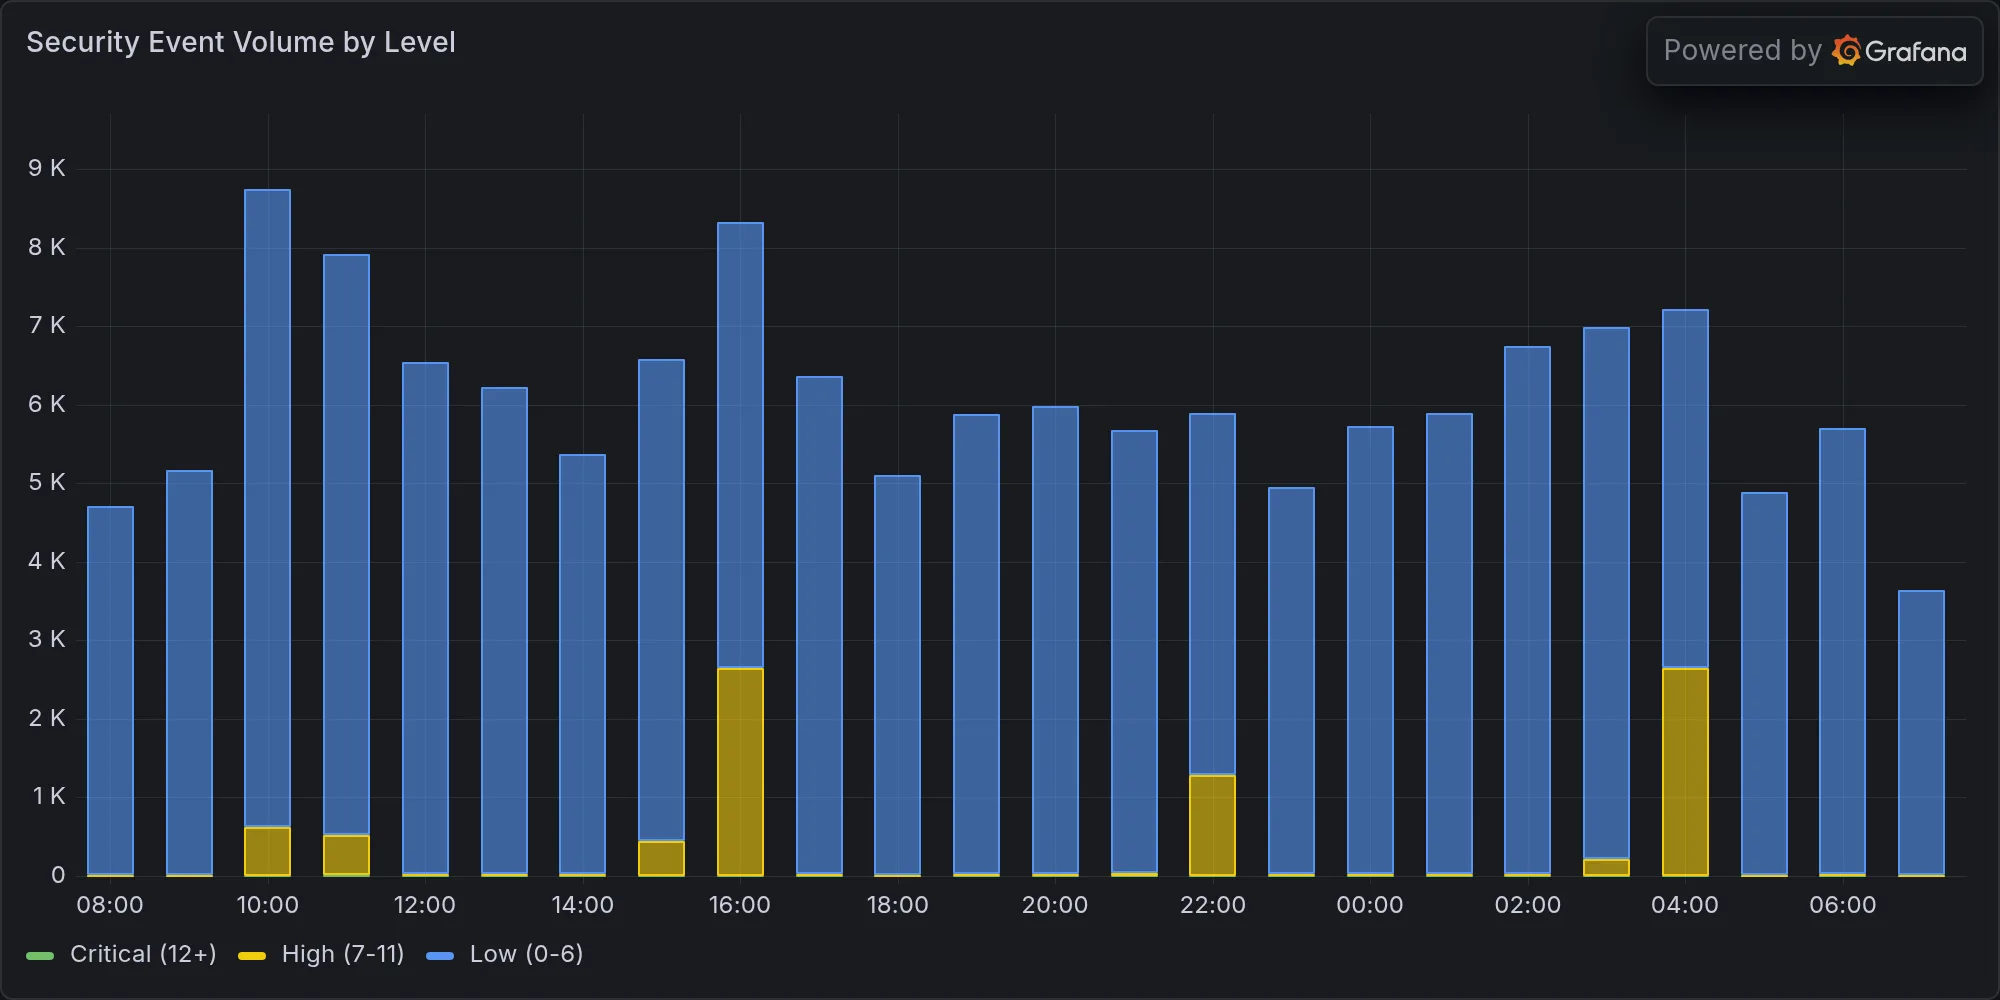 Security Event Volume by Level
Powered by Grafana
9 K
8 K
7 K
6 K
5 K
4 K
3 K
2 K
1 K
0
08:00 10:00 12:00 14:00 16:00 18:00 20:00 22:00 00:00 02:00 04:00 06:00
Critical (12+) High (7-11) Low (0-6)